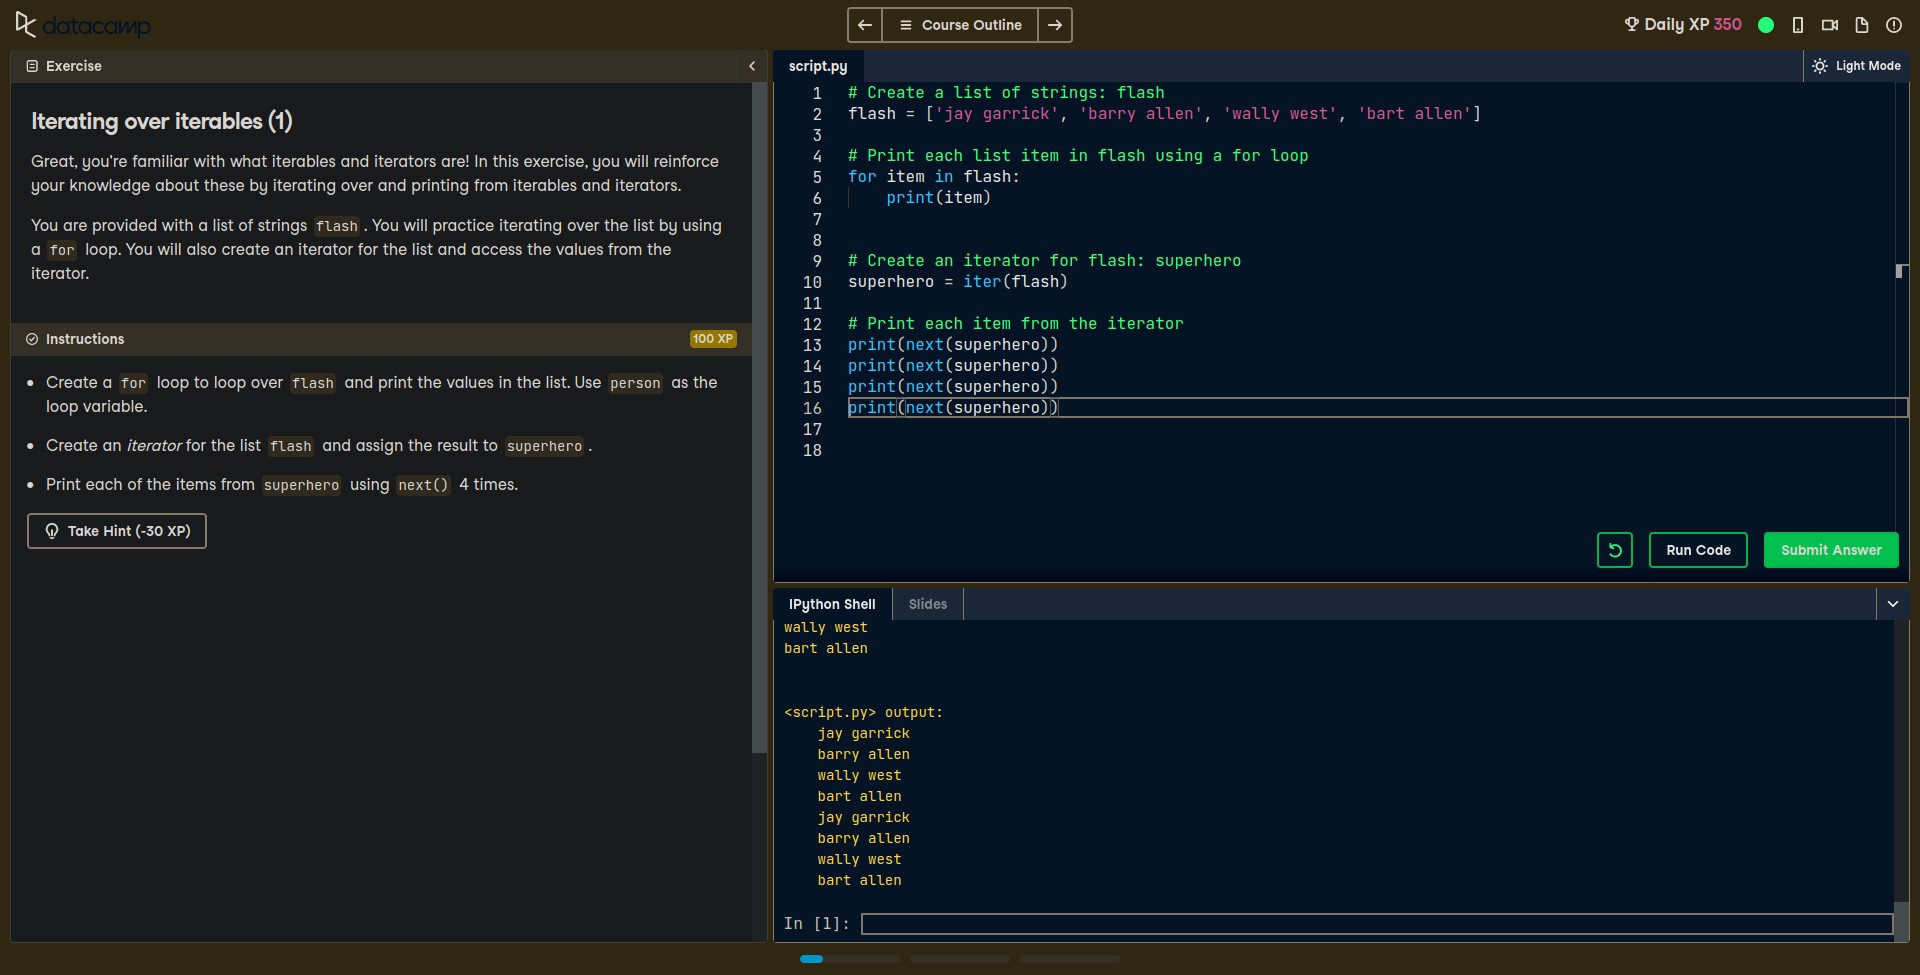 datacamp
Course Outline
Daily XP 350
Exercise
Iterating over iterables (1)
Great, you're familiar with what iterables and iterators are! In this exercise, you will reinforce
your knowledge about these by iterating over and printing from iterables and iterators.
You are provided with a list of strings flash. You will practice iterating over the list by using
a for loop. You will also create an iterator for the list and access the values from the
iterator.
Instructions
100 XP
• Create a for loop to loop over flash and print the values in the list. Use person as the
loop variable.
• Create an iterator for the list flash and assign the result to superhero.
• Print each of the items from superhero using next() 4 times.
Take Hint (-30 XP)
script.py
Light Mode
1 # Create a list of strings: flash
2 flash = ['jay garrick', 'barry allen', 'wally west', 'bart allen']
3
4 # Print each list item in flash using a for loop
5 for item in flash:
6     print(item)
7
8
9 # Create an iterator for flash: superhero
10 superhero = iter(flash)
11
12 # Print each item from the iterator
13 print(next(superhero))
14 print(next(superhero))
15 print(next(superhero))
16 print(next(superhero))
17
18
Run Code
Submit Answer
IPython Shell
Slides
wally west
bart allen
<script.py> output:
    jay garrick
    barry allen
    wally west
    bart allen
    jay garrick
    barry allen
    wally west
    bart allen
In [1]: